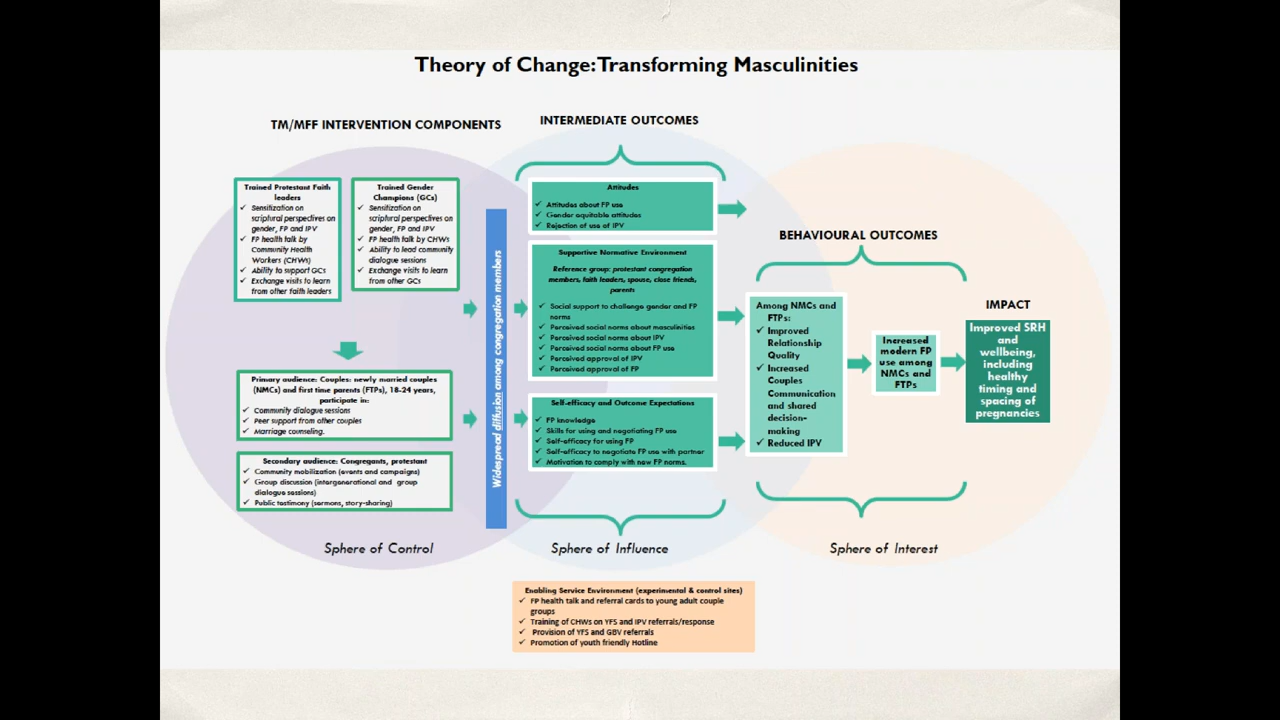 Theory of Change:Transforming Masculinities
TM/MFF INTERVENTION COMPONENTS
Trained Protestant Faith
leaders
✓ Sensitization on
scriptural perspectives on
gender, FP and IPV
✓ FP health talk by
Community Health
Workers (CHWs)
✓ Ability to support GCs
✓ Exchange visits to learn
from other faith leaders
Trained Gender
Champions (GCs)
✓ Sensitization on
scriptural perspectives on
gender, FP and IPV
✓ FP health talk by CHWs
✓ Ability to lead community
dialogue sessions
✓ Exchange visits to learn
from other GCs
Primary audience: Couples: newly married couples
(NMCs) and first time parents (FTPs), 18-24 years,
participate in:
✓ Community dialogue sessions
✓ Peer support from other couples
✓ Marriage counseling.
Secondary audience: Congregants, protestant
✓ Community mobilization (events and campaigns)
✓ Group discussion (intergenerational and group
dialogue sessions)
✓ Public testimony (sermons, story-sharing)
Sphere of Control
Widespread diffusion among congregation members
INTERMEDIATE OUTCOMES
Attitudes
✓ Attitudes about FP use
✓ Gender equitable attitudes
✓ Rejection of use of IPV
Supportive Normative Environment
Reference group: protestant congregation
members, faith leaders, spouse, close friends,
parents
✓ Social support to challenge gender and FP
norms
✓ Perceived social norms about masculinities
✓ Perceived social norms about IPV
✓ Perceived social norms about FP use
✓ Perceived approval of IPV
✓ Perceived approval of FP
Self-efficacy and Outcome Expectations
✓ FP knowledge
✓ Skills for using and negotiating FP use
✓ Self-efficacy for using FP
✓ Self-efficacy to negotiate FP use with partner
✓ Motivation to comply with new FP norms.
Sphere of Influence
BEHAVIOURAL OUTCOMES
Among NMCs and
FTPs:
✓ Improved
Relationship
Quality
✓ Increased
Couples
Communication
and shared
decision-
making
✓ Reduced IPV
Increased
modern FP
use among
NMCs and
FTPs
IMPACT
Improved SRH
and
wellbeing,
including
healthy
timing and
spacing of
pregnancies
Sphere of Interest
Enabling Service Environment (experimental & control sites)
✓ FP health talk and referral cards to young adult couple
groups
✓ Training of CHWs on YFS and IPV referrals/response
✓ Provision of YFS and GBV referrals
✓ Promotion of youth friendly Hotline